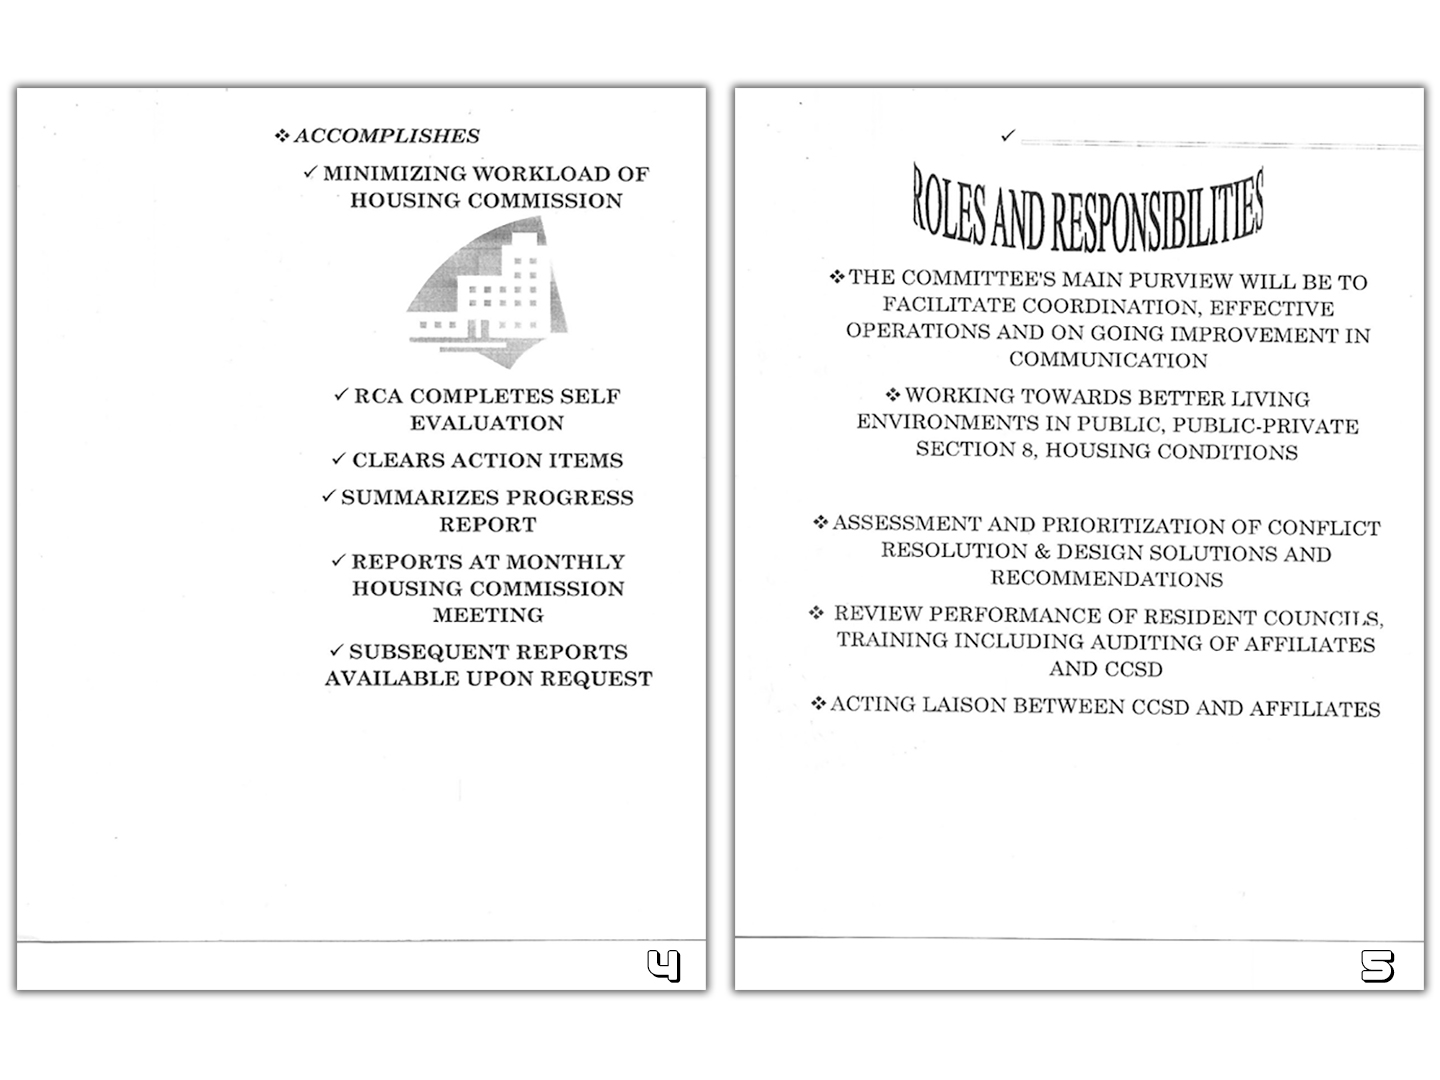 ❖ ACCOMPLISHES
✓ MINIMIZING WORKLOAD OF
HOUSING COMMISSION
✓ RCA COMPLETES SELF
EVALUATION
✓ CLEARS ACTION ITEMS
✓ SUMMARIZES PROGRESS
REPORT
✓ REPORTS AT MONTHLY
HOUSING COMMISSION
MEETING
✓ SUBSEQUENT REPORTS
AVAILABLE UPON REQUEST
4
✓
ROLES AND RESPONSIBILITIES
❖ THE COMMITTEE'S MAIN PURVIEW WILL BE TO
FACILITATE COORDINATION, EFFECTIVE
OPERATIONS AND ON GOING IMPROVEMENT IN
COMMUNICATION
❖ WORKING TOWARDS BETTER LIVING
ENVIRONMENTS IN PUBLIC, PUBLIC-PRIVATE
SECTION 8, HOUSING CONDITIONS
❖ ASSESSMENT AND PRIORITIZATION OF CONFLICT
RESOLUTION & DESIGN SOLUTIONS AND
RECOMMENDATIONS
❖ REVIEW PERFORMANCE OF RESIDENT COUNCILS,
TRAINING INCLUDING AUDITING OF AFFILIATES
AND CCSD
❖ ACTING LAISON BETWEEN CCSD AND AFFILIATES
5